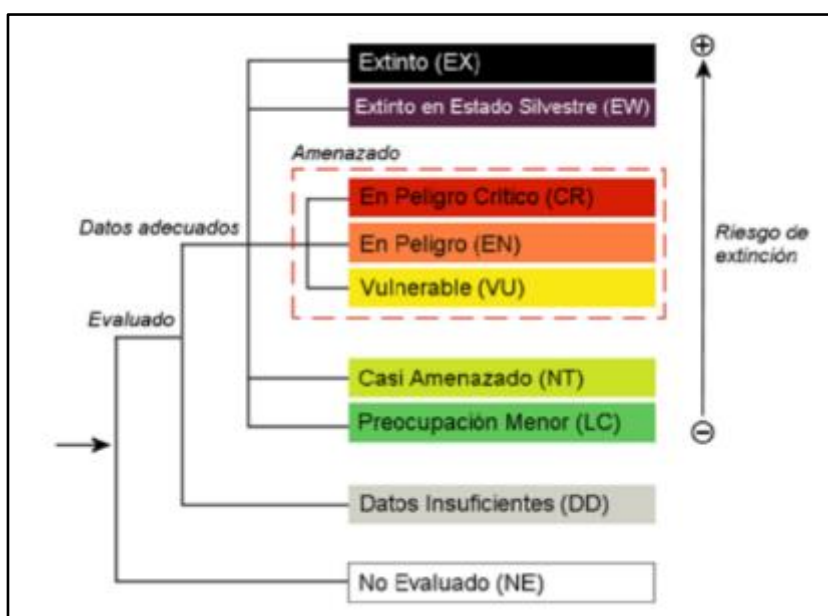 Extinto (EX)
Extinto en Estado Silvestre (EW)
Amenazado
En Peligro Crítico (CR)
Datos adecuados
En Peligro (EN)
Riesgo de
extinción
Vulnerable (VU)
Evaluado
Casi Amenazado (NT)
Preocupación Menor (LC)
Datos Insuficientes (DD)
No Evaluado (NE)